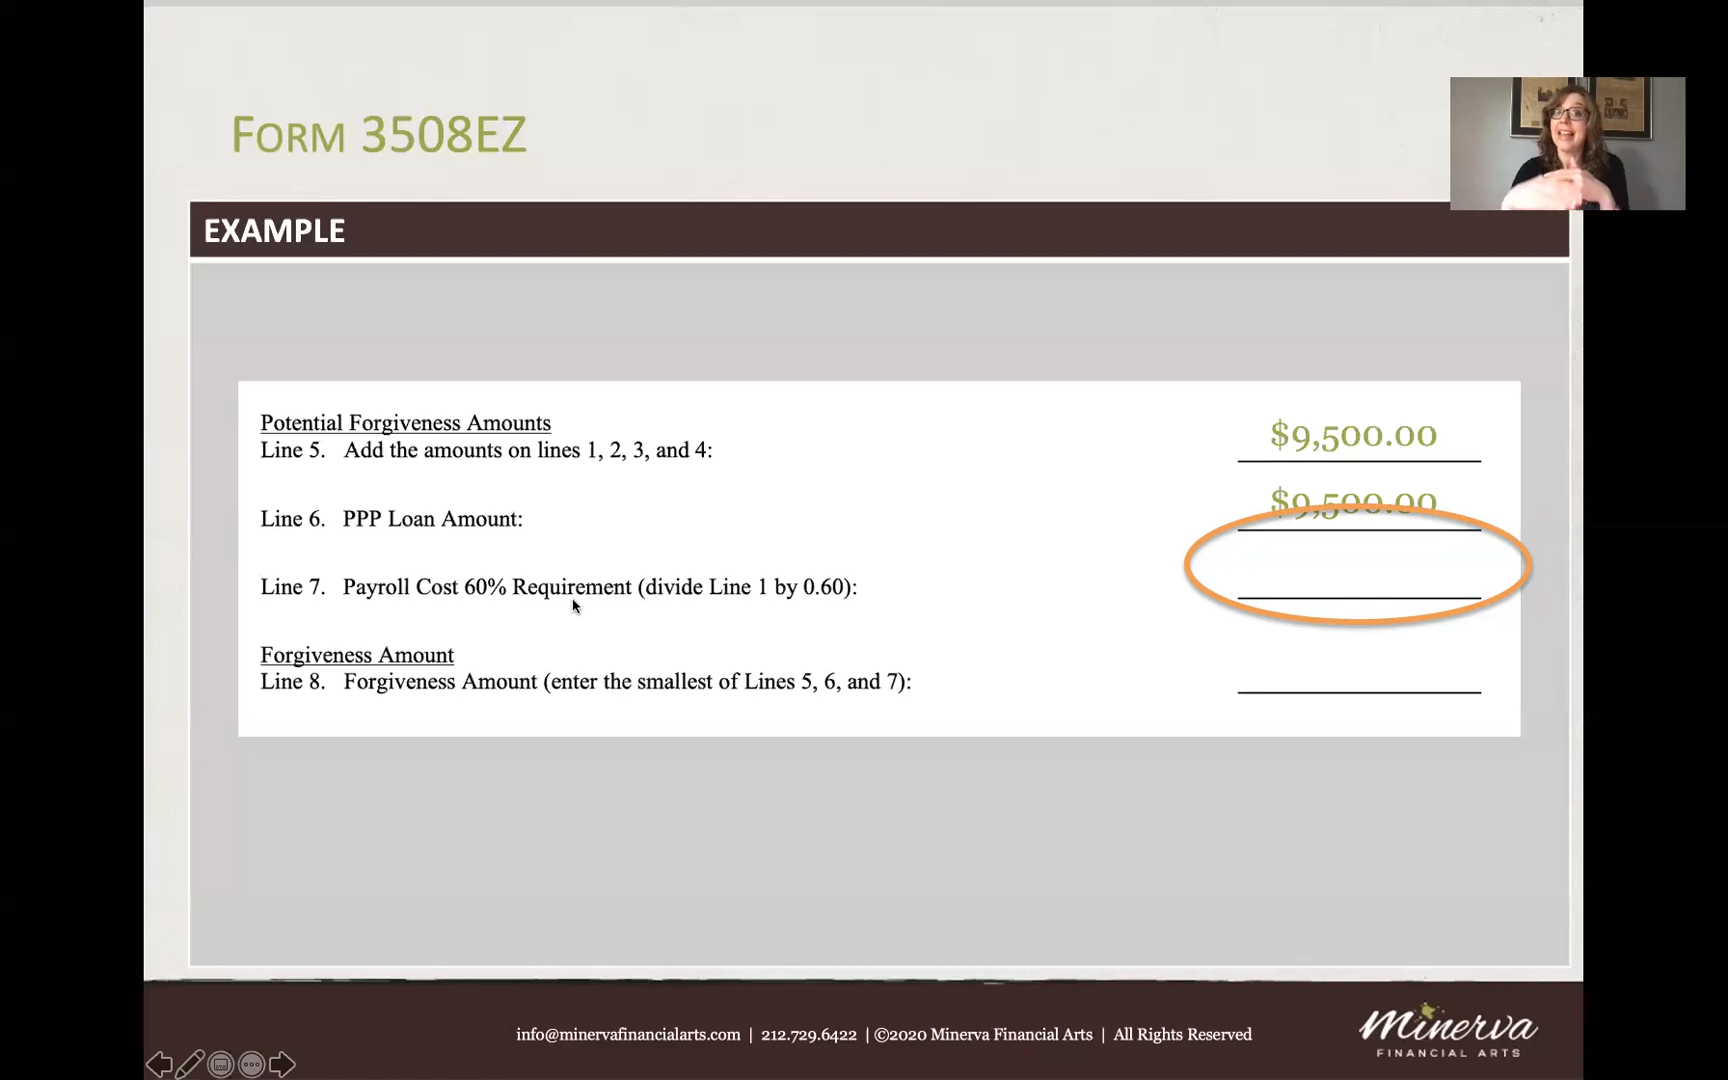 FORM 3508EZ
EXAMPLE
Potential Forgiveness Amounts
Line 5. Add the amounts on lines 1, 2, 3, and 4: $9,500.00
Line 6. PPP Loan Amount: $9,500.00
Line 7. Payroll Cost 60% Requirement (divide Line 1 by 0.60):
Forgiveness Amount
Line 8. Forgiveness Amount (enter the smallest of Lines 5, 6, and 7):
info@minervafinancialarts.com | 212.729.6422 | ©2020 Minerva Financial Arts | All Rights Reserved
Minerva
FINANCIAL ARTS